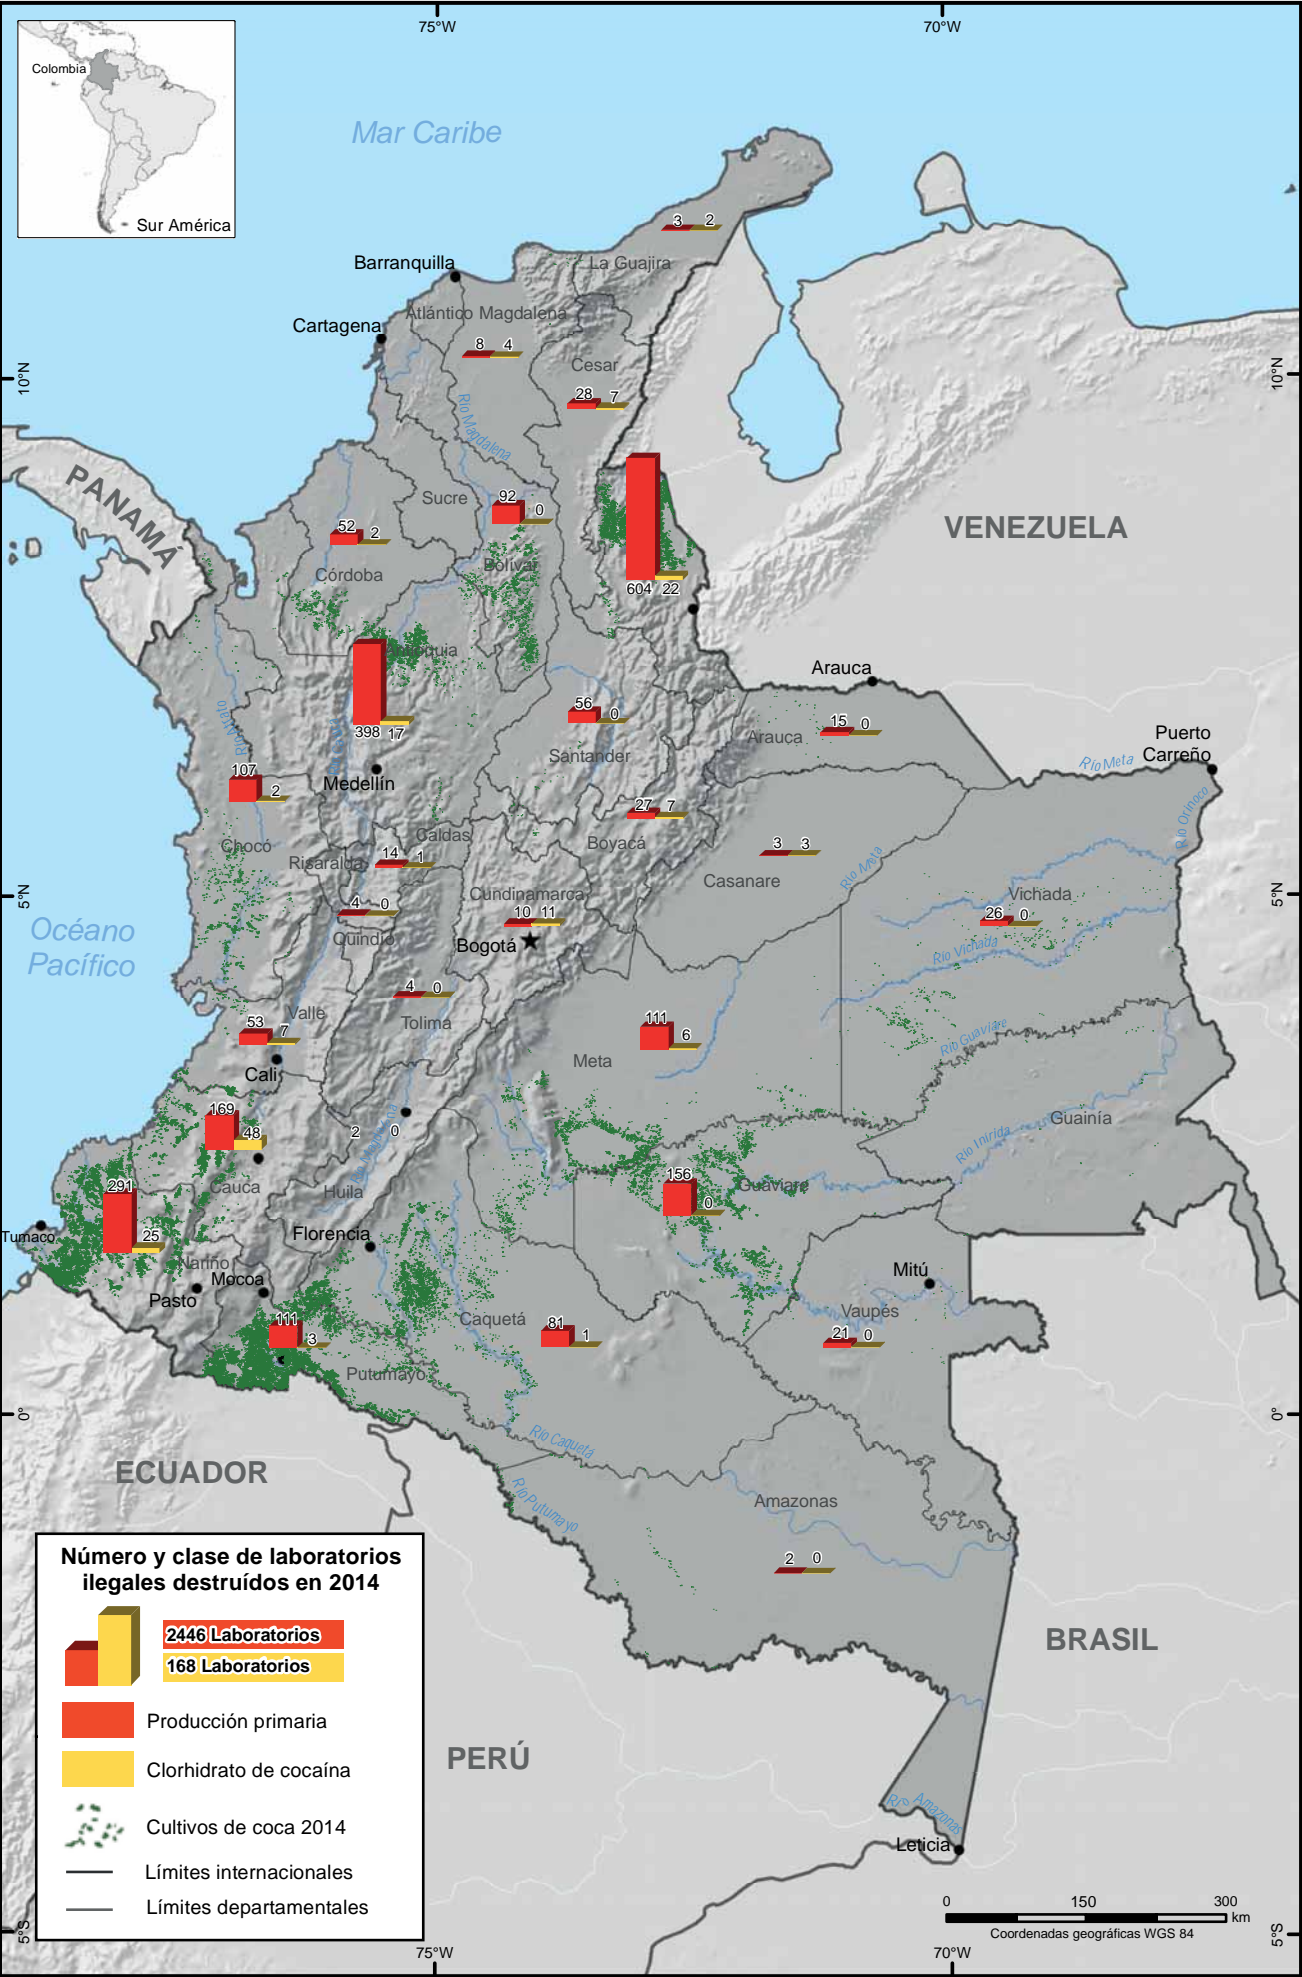 75°W
70°W
Colombia
Sur América
Mar Caribe
3 2
La Guajira
Barranquilla
Atlántico Magdalena
Cartagena
8 4
Cesar
10°N
10°N
28 7
Río Magdalena
PANAMÁ
Sucre
92 0
52 2
VENEZUELA
Córdoba
Bolívar
604 22
Antioquia
Arauca
398 17
56 0
Arauca
15 0
Puerto
Carreño
Río Meta
Santander
Río Atrato
Medellín
107 2
Río Orinoco
27 7
Caldas
Boyacá
Chocó
Risaralda
14 1
3 3
Río Meta
Casanare
Cundinamarca
Vichada
5°N
5°N
4 0
10 11
26 0
Quindío
Bogotá
Océano
Pacífico
Río Vichada
4 0
Valle
Tolima
53 7
111 6
Río Guaviare
Meta
Cali
169 48
2 0
Río Magdalena
Guainía
Río Inírida
291
Cauca
Huila
156 0
Guaviare
Tumaco
25
Florencia
Nariño
Mocoa
Pasto
Mitú
Vaupés
111 3
Caquetá
81 1
21 0
Putumayo
0°
0°
Río Caquetá
ECUADOR
Río Putumayo
Amazonas
2 0
Número y clase de laboratorios
ilegales destruídos en 2014
2446 Laboratorios
168 Laboratorios
Producción primaria
Clorhidrato de cocaína
Cultivos de coca 2014
Límites internacionales
Límites departamentales
BRASIL
PERÚ
Río Amazonas
Leticia
0 150 300
km
Coordenadas geográficas WGS 84
5°S
5°S
75°W
70°W